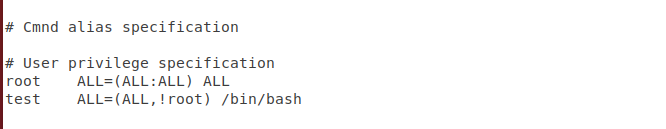 # Cmnd alias specification
# User privilege specification
root    ALL=(ALL:ALL) ALL
test    ALL=(ALL,!root) /bin/bash